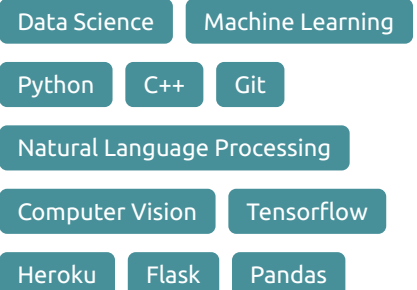 Data Science Machine Learning
Python C++ Git
Natural Language Processing
Computer Vision Tensorflow
Heroku Flask Pandas